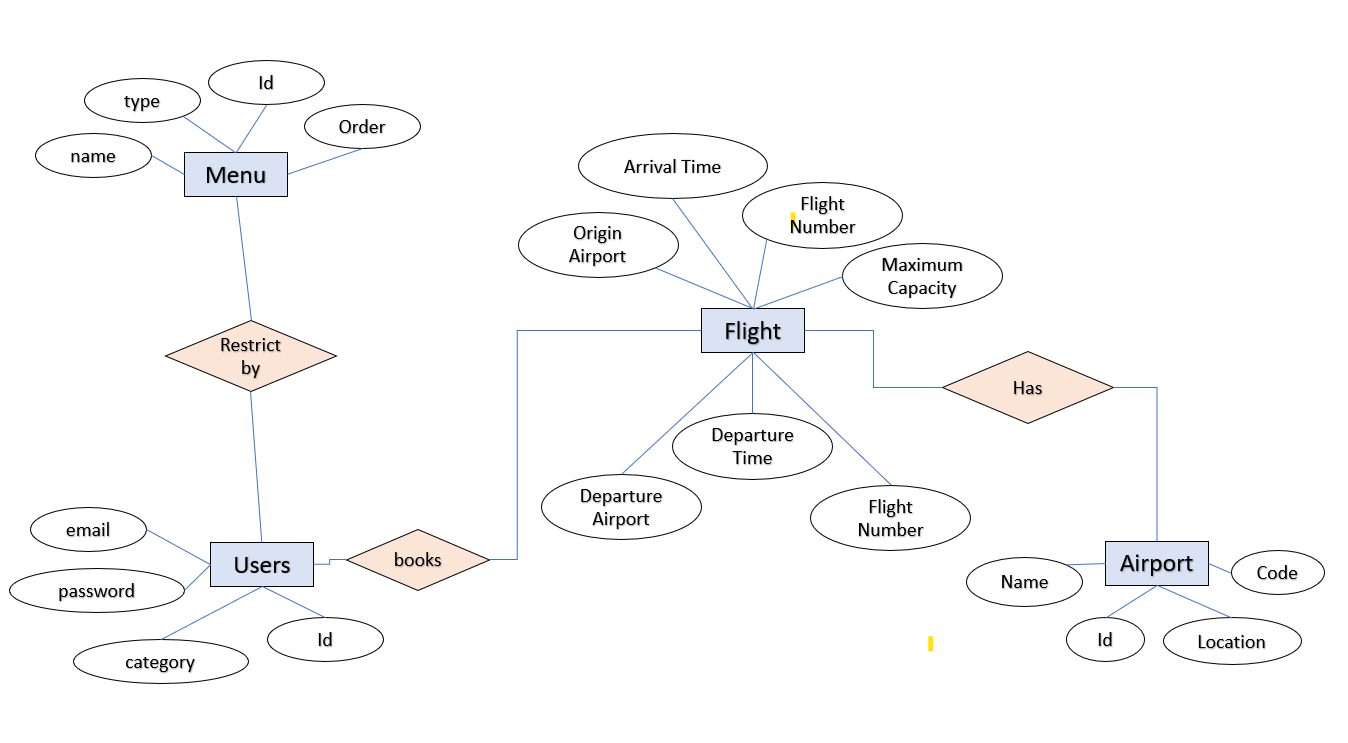 Id
type
Order
name
Menu
Arrival Time
Flight
Number
Origin
Airport
Maximum
Capacity
Flight
Restrict
by
Has
Departure
Time
Departure
Airport
Flight
Number
email
Users
books
password
category
Id
Airport
Name
Code
Id
Location